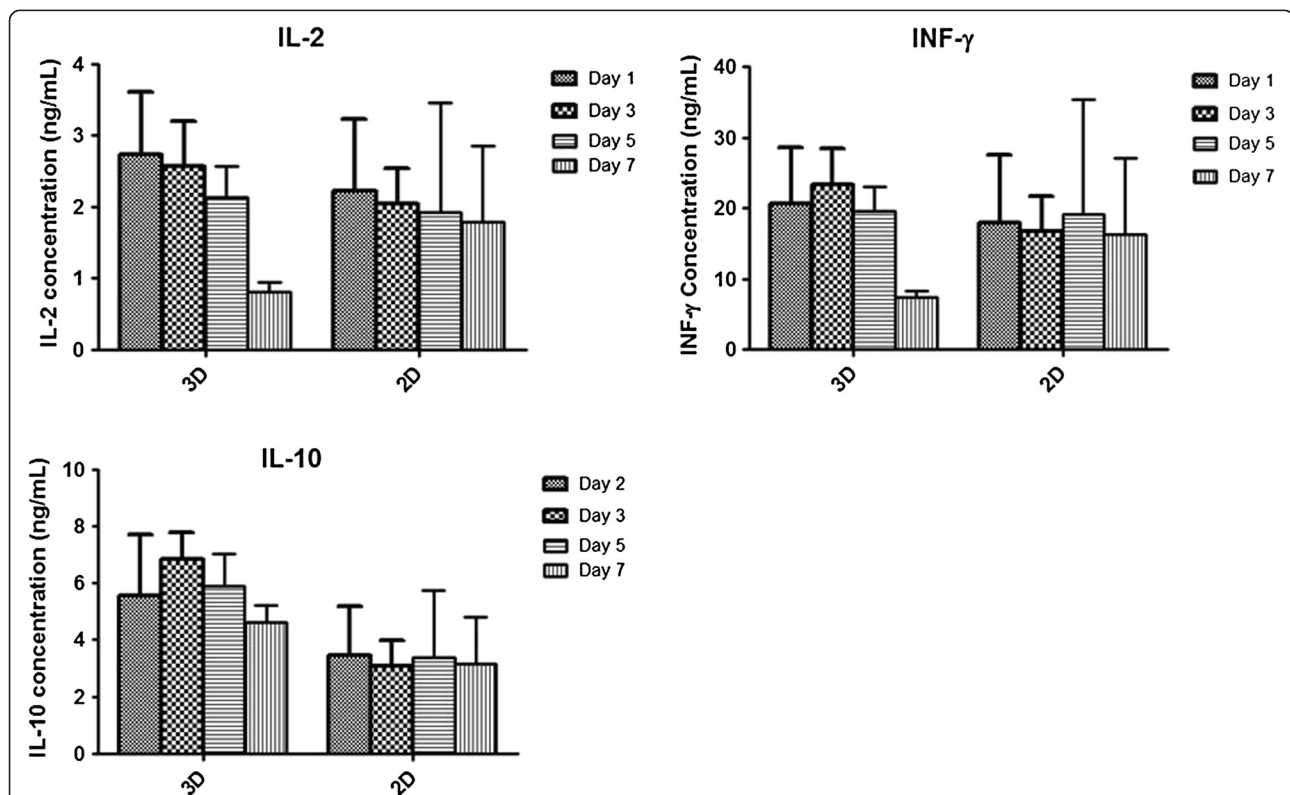 IL-2
IL-2 concentration (ng/mL)
4
3
2
1
0
3D
2D
Day 1
Day 3
Day 5
Day 7
INF-γ
INF-γ Concentration (ng/mL)
40
30
20
10
0
3D
2D
Day 1
Day 3
Day 5
Day 7
IL-10
IL-10 concentration (ng/mL)
10
8
6
4
2
0
3D
2D
Day 2
Day 3
Day 5
Day 7